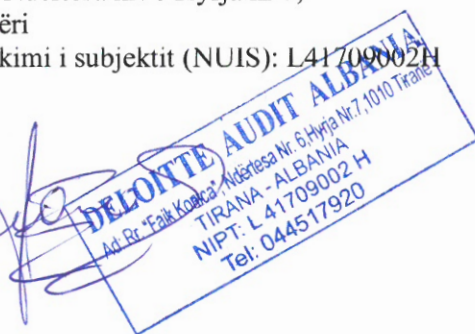 ëri
kimi i subjektit (NUIS): L41709002H
DELOITTE AUDIT ALBANIA
Ad: Rr. "Faik Konica" Ndërtesa Nr. 6, Hyrja Nr.7, 1010 Tiranë
TIRANA - ALBANIA
NIPT: L 41709002 H
Tel: 044517920